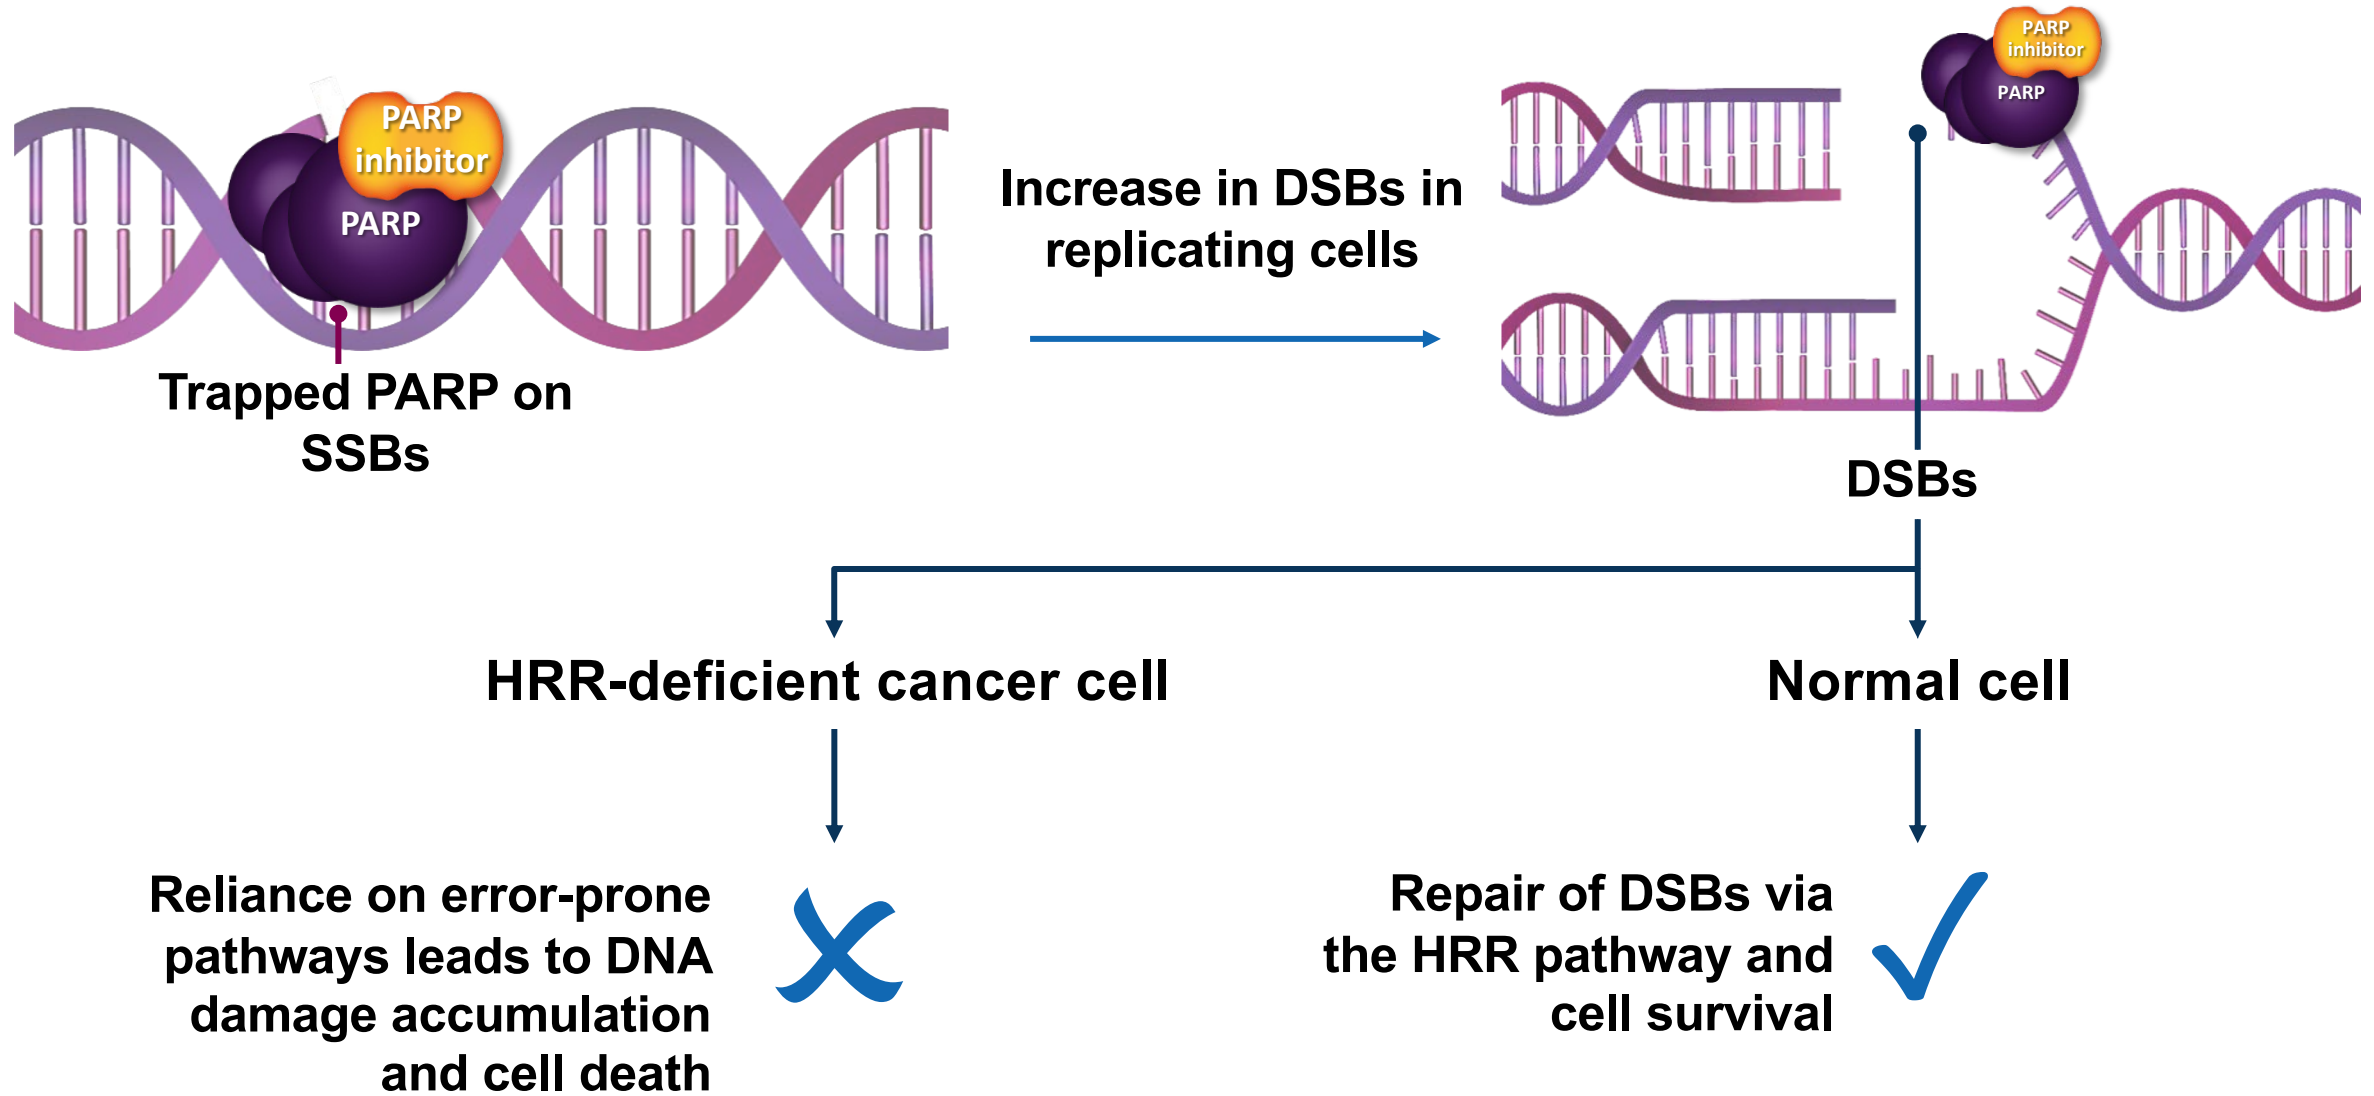 PARP
inhibitor
PARP
Trapped PARP on
SSBs
Increase in DSBs in
replicating cells
PARP
inhibitor
PARP
DSBs
HRR-deficient cancer cell
Normal cell
Reliance on error-prone
pathways leads to DNA
damage accumulation
and cell death
Repair of DSBs via
the HRR pathway and
cell survival